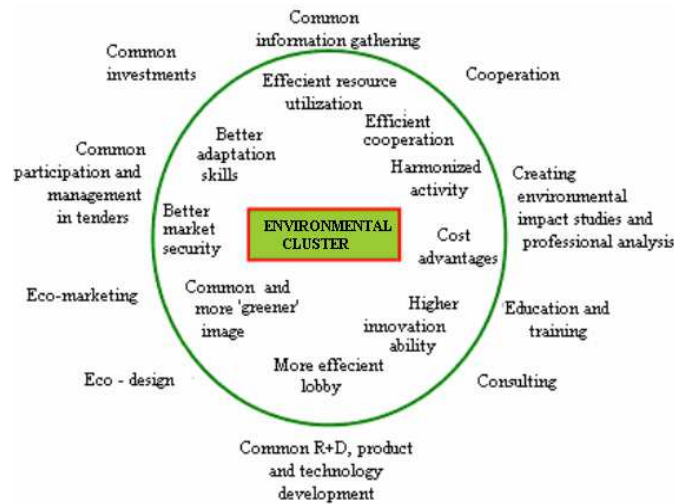 Common
information gathering
Common
investments
Cooperation
Effecient resource
utilization
Efficient
cooperation
Better
adaptation
skills
Common
participation and
management
in tenders
Harmonized
activity
Creating
environmental
impact studies and
professional analysis
Better
market
security
ENVIRONMENTAL
CLUSTER
Cost
advantages
Eco-marketing
Common and
more 'greener'
image
Higher
innovation
ability
Education and
training
More effecient
lobby
Eco - design
Consulting
Common R+D, product
and technology
development